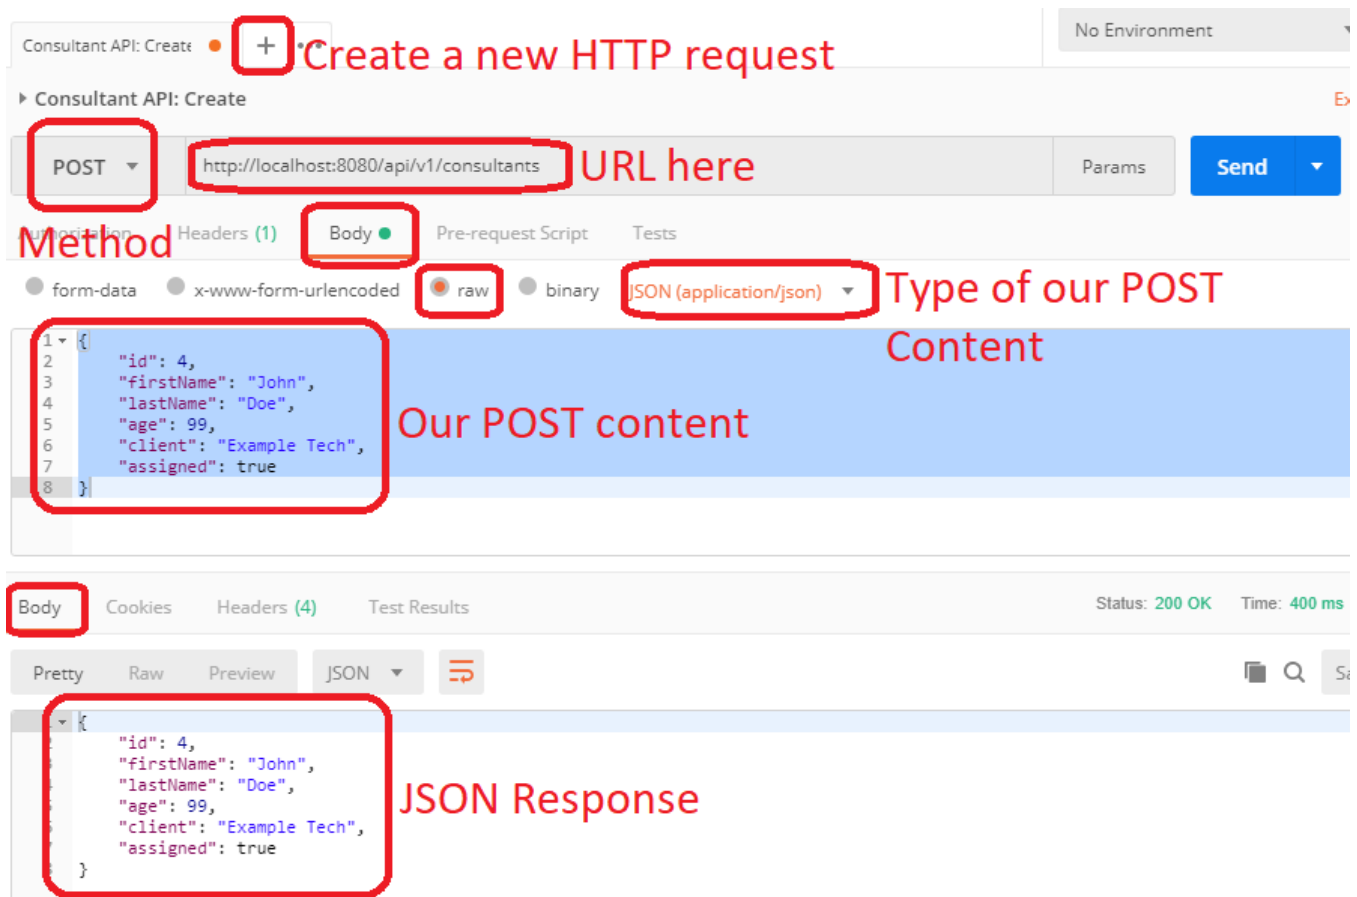 Consultant API: Create + ••• Create a new HTTP request No Environment
Consultant API: Create
POST http://localhost:8080/api/v1/consultants URL here Params Send
Method Headers (1) Body Pre-request Script Tests
form-data x-www-form-urlencoded raw binary JSON (application/json) Type of our POST
Content
1 {
2 "id": 4,
3 "firstName": "John",
4 "lastName": "Doe",
5 "age": 99,
6 "client": "Example Tech",
7 "assigned": true
8 }
Our POST content
Body Cookies Headers (4) Test Results Status: 200 OK Time: 400 ms
Pretty Raw Preview JSON
{
"id": 4,
"firstName": "John",
"lastName": "Doe",
"age": 99,
"client": "Example Tech",
"assigned": true
}
JSON Response